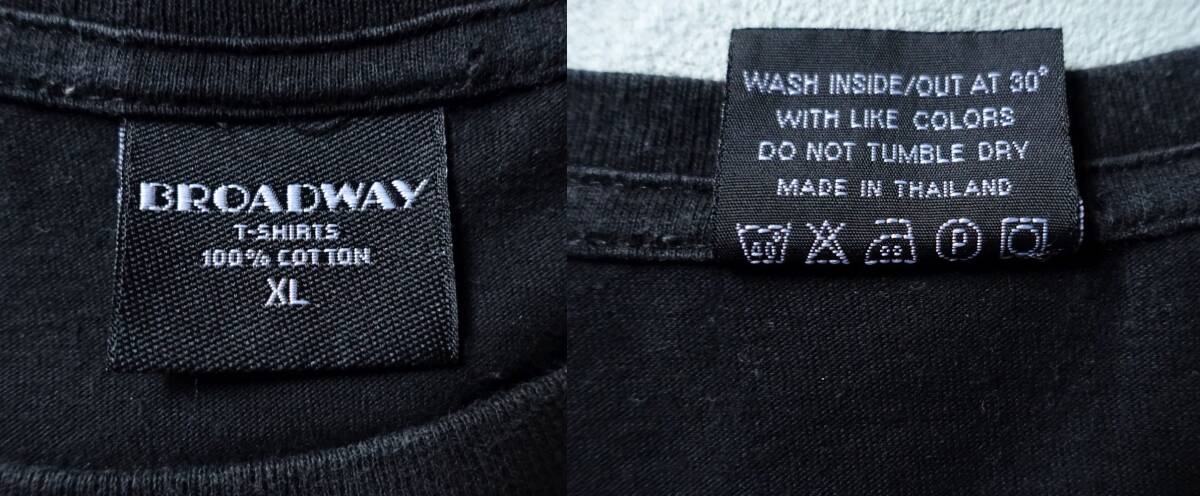 BROADWAY
T-SHIRTS
100% COTTON
XL
WASH INSIDE/OUT AT 30°
WITH LIKE COLORS
DO NOT TUMBLE DRY
MADE IN THAILAND
P